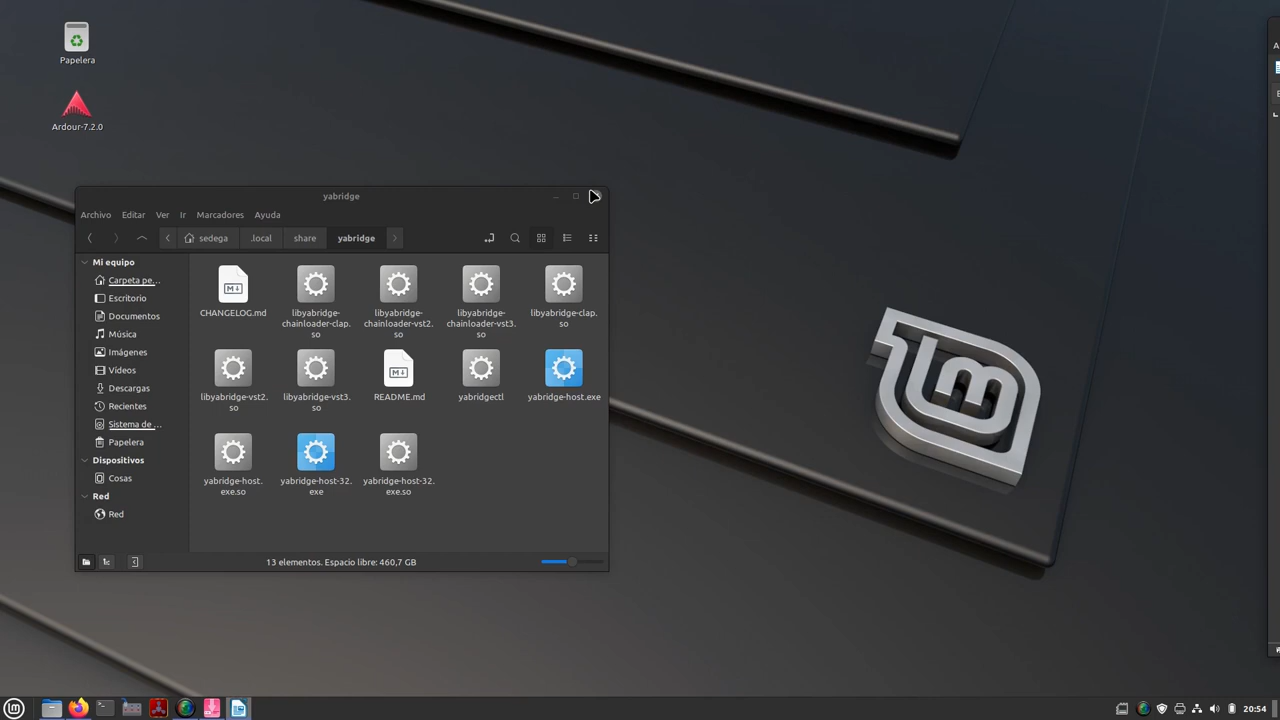 Papelera
Ardour-7.2.0
yabridge
Archivo Editar Ver Ir Marcadores Ayuda
sedega .local share yabridge
Mi equipo
Carpeta pe...
Escritorio
Documentos
Música
Imágenes
Vídeos
Descargas
Recientes
Sistema de ...
Papelera
Dispositivos
Cosas
Red
Red
CHANGELOG.md
libyabridge-
chainloader-clap.
so
libyabridge-
chainloader-vst2.
so
libyabridge-
chainloader-vst3.
so
libyabridge-clap.
so
libyabridge-vst2.
so
libyabridge-vst3.
so
README.md
yabridgectl
yabridge-host.exe
yabridge-host.
exe.so
yabridge-host-32.
exe
yabridge-host-32.
exe.so
13 elementos. Espacio libre: 460,7 GB
20:54